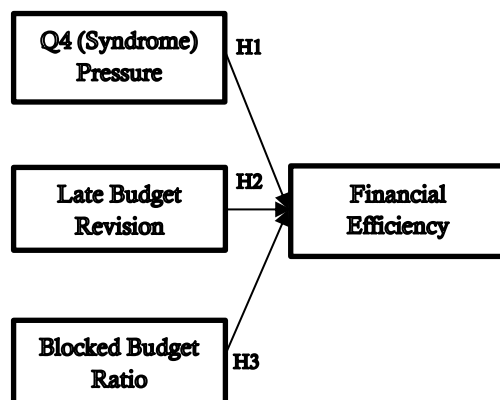 Q4 (Syndrome)
Pressure
H1
Late Budget
Revision
H2
Financial
Efficiency
Blocked Budget
Ratio
H3